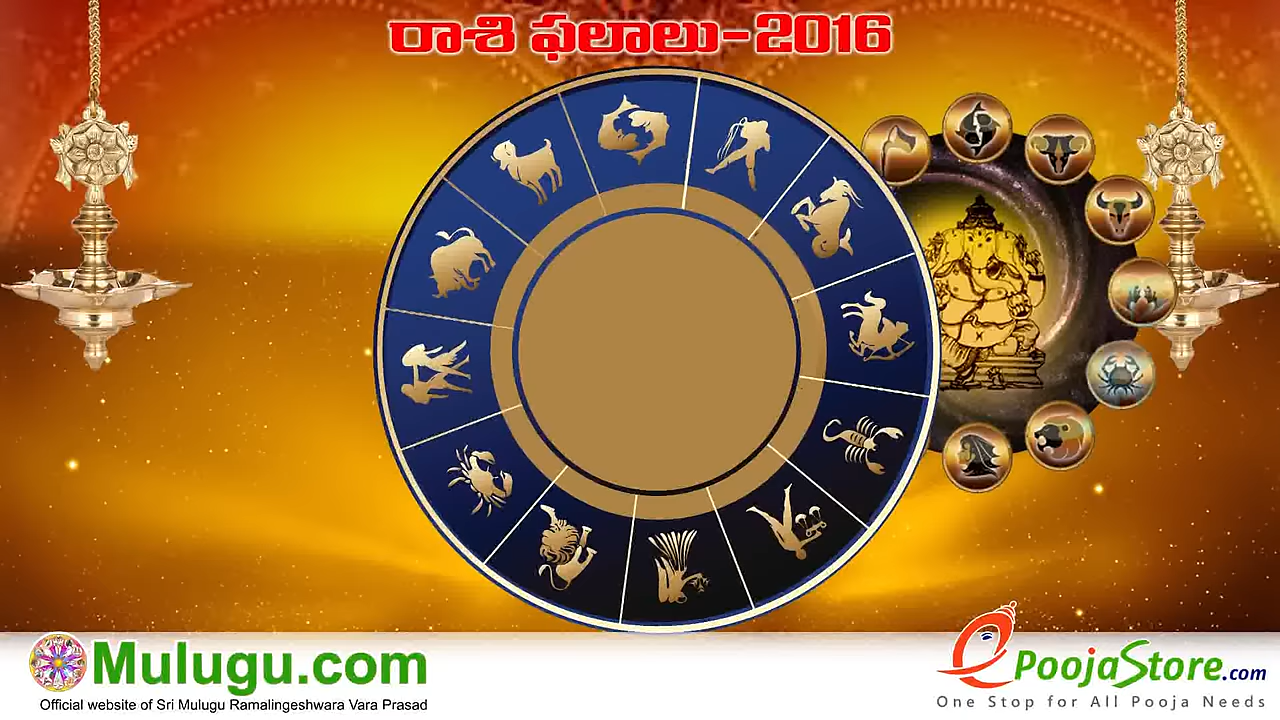 రాశి ఫలాలు-2016
Mulugu.com
Official website of Sri Mulugu Ramalingeshwara Vara Prasad
ePoojaStore.com
One Stop for All Pooja Needs